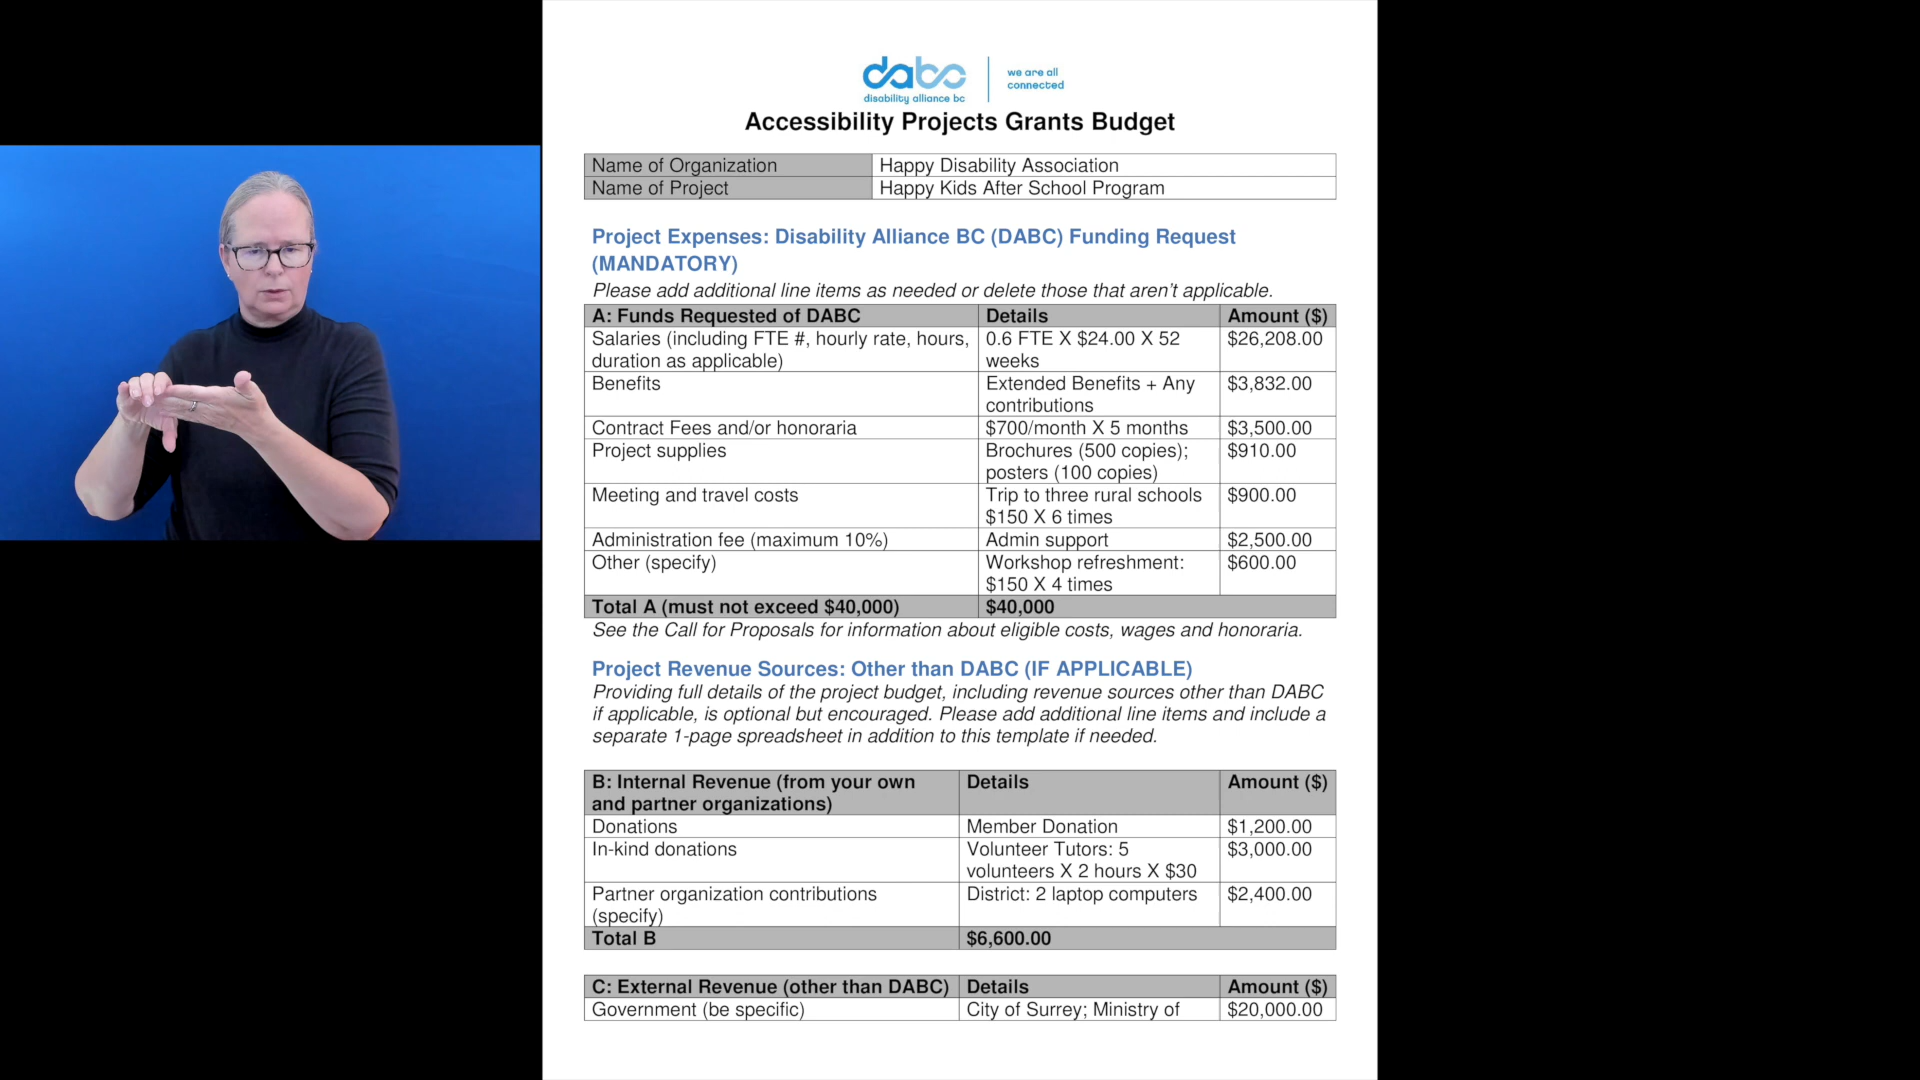 dabc
disability alliance bc
we are all
connected
Accessibility Projects Grants Budget
Name of Organization Happy Disability Association
Name of Project Happy Kids After School Program
Project Expenses: Disability Alliance BC (DABC) Funding Request
(MANDATORY)
Please add additional line items as needed or delete those that aren't applicable.
A: Funds Requested of DABC Details Amount ($)
Salaries (including FTE #, hourly rate, hours, 0.6 FTE X $24.00 X 52 $26,208.00
duration as applicable) weeks
Benefits Extended Benefits + Any $3,832.00
contributions
Contract Fees and/or honoraria $700/month X 5 months $3,500.00
Project supplies Brochures (500 copies); $910.00
posters (100 copies)
Meeting and travel costs Trip to three rural schools $900.00
$150 X 6 times
Administration fee (maximum 10%) Admin support $2,500.00
Other (specify) Workshop refreshment: $600.00
$150 X 4 times
Total A (must not exceed $40,000) $40,000
See the Call for Proposals for information about eligible costs, wages and honoraria.
Project Revenue Sources: Other than DABC (IF APPLICABLE)
Providing full details of the project budget, including revenue sources other than DABC
if applicable, is optional but encouraged. Please add additional line items and include a
separate 1-page spreadsheet in addition to this template if needed.
B: Internal Revenue (from your own Details Amount ($)
and partner organizations)
Donations Member Donation $1,200.00
In-kind donations Volunteer Tutors: 5 $3,000.00
volunteers X 2 hours X $30
Partner organization contributions District: 2 laptop computers $2,400.00
(specify)
Total B $6,600.00
C: External Revenue (other than DABC) Details Amount ($)
Government (be specific) City of Surrey; Ministry of $20,000.00